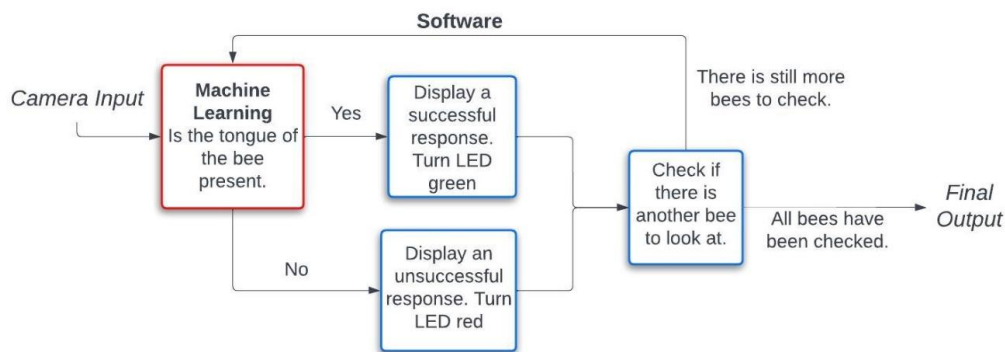 Software
Camera Input
Machine
Learning
Is the tongue of
the bee
present.
Yes
Display a
successful
response.
Turn LED
green
No
Display an
unsuccessful
response. Turn
LED red
There is still more
bees to check.
Check if
there is
another bee
to look at.
All bees have
been checked.
Final
Output